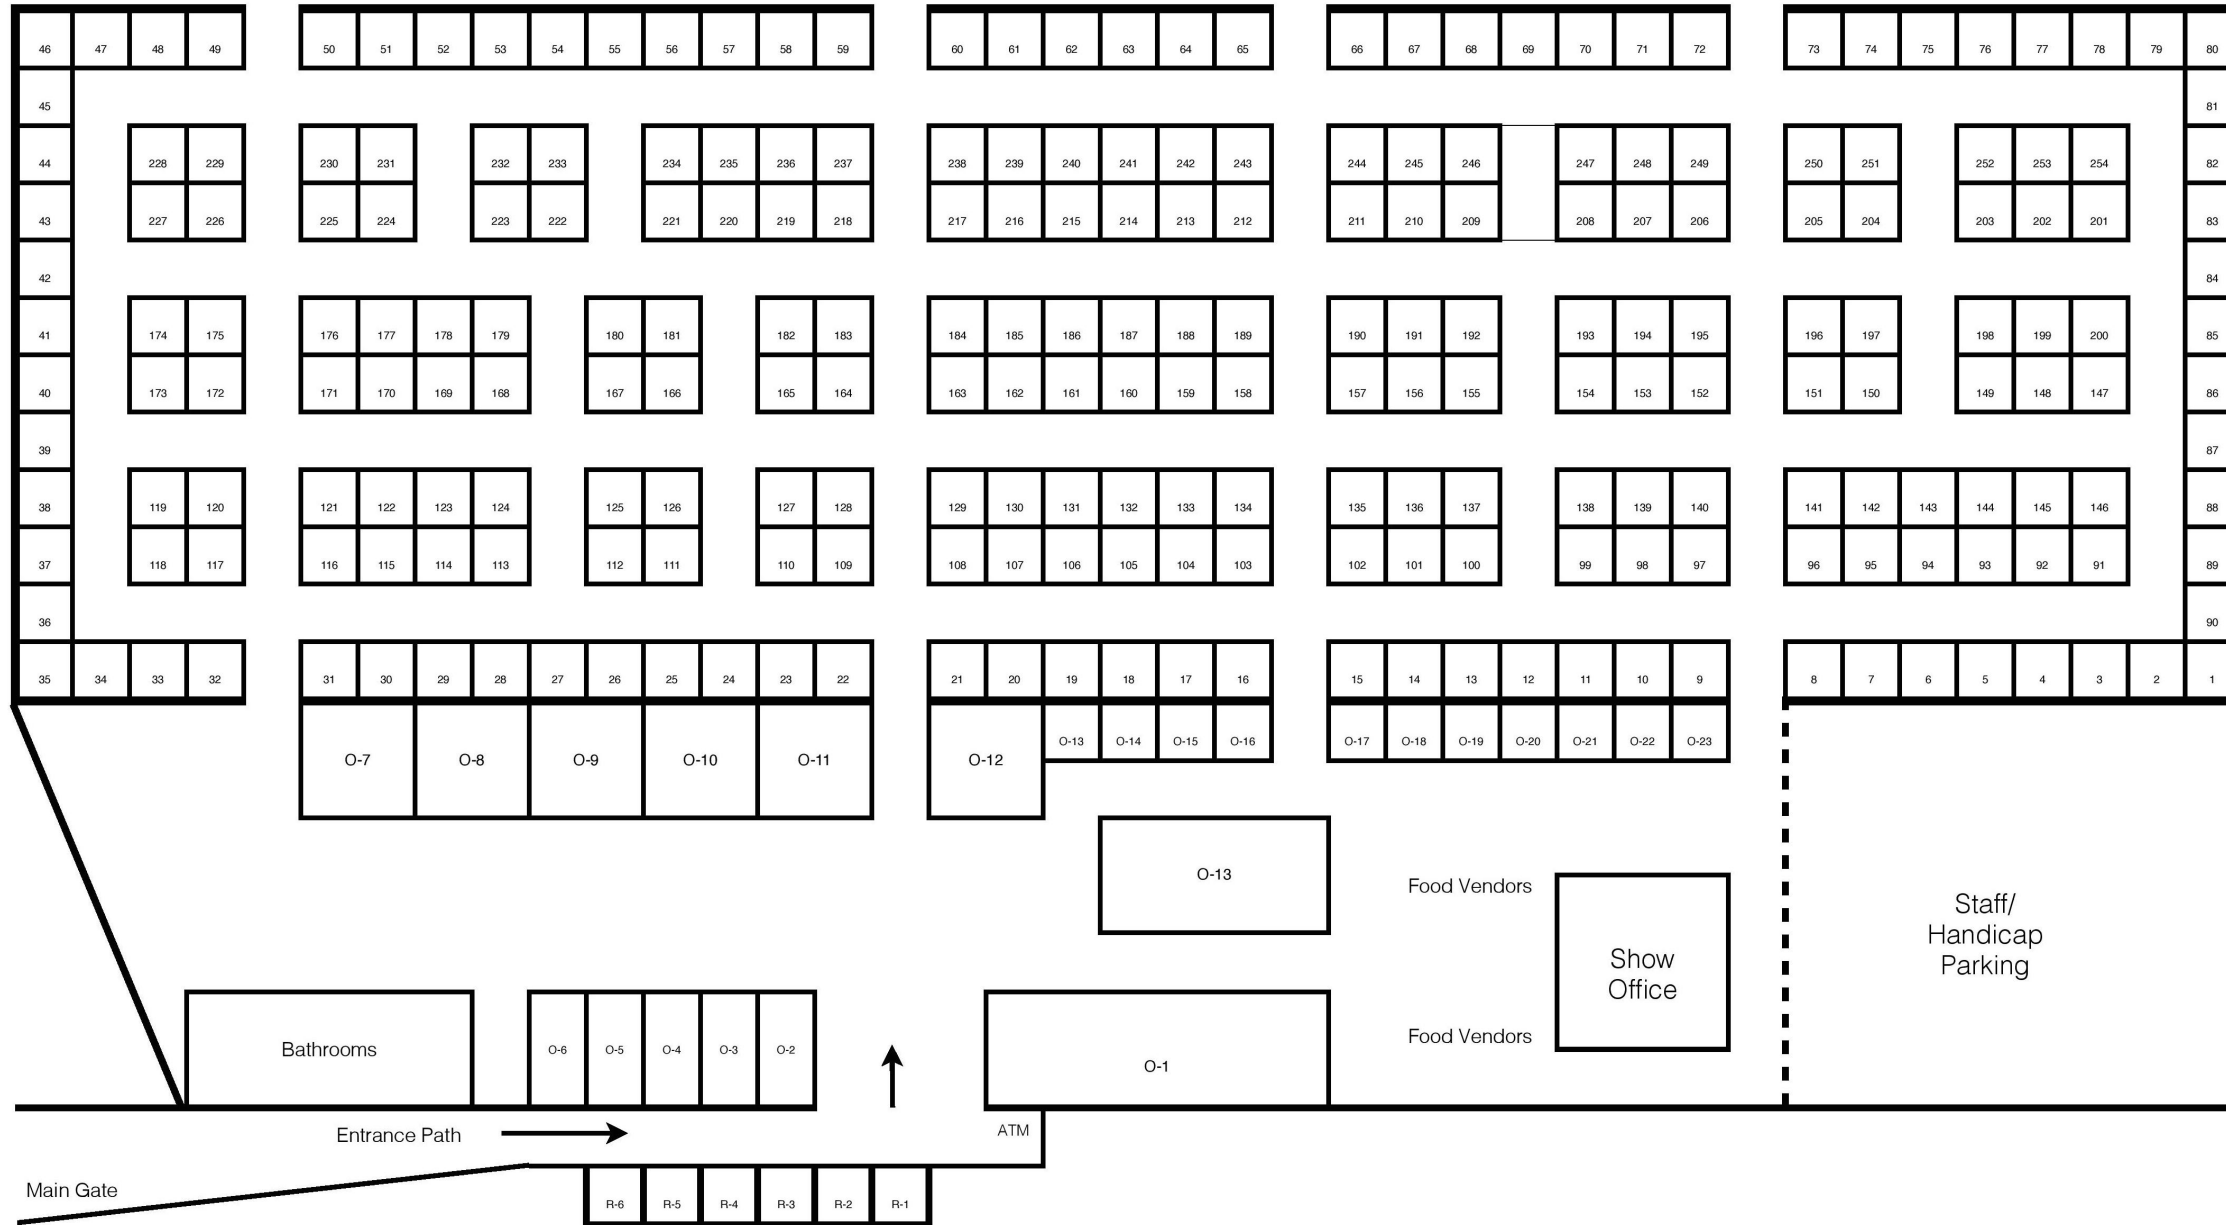 46 47 48 49 50 51 52 53 54 55 56 57 58 59 60 61 62 63 64 65 66 67 68 69 70 71 72 73 74 75 76 77 78 79 80
45 81
44 228 229 230 231 232 233 234 235 236 237 238 239 240 241 242 243 244 245 246 247 248 249 250 251 252 253 254 82
43 227 226 225 224 223 222 221 220 219 218 217 216 215 214 213 212 211 210 209 208 207 206 205 204 203 202 201 83
42 84
41 174 175 176 177 178 179 180 181 182 183 184 185 186 187 188 189 190 191 192 193 194 195 196 197 198 199 200 85
40 173 172 171 170 169 168 167 166 165 164 163 162 161 160 159 158 157 156 155 154 153 152 151 150 149 148 147 86
39 87
38 119 120 121 122 123 124 125 126 127 128 129 130 131 132 133 134 135 136 137 138 139 140 141 142 143 144 145 146 88
37 118 117 116 115 114 113 112 111 110 109 108 107 106 105 104 103 102 101 100 99 98 97 96 95 94 93 92 91 89
36 90
35 34 33 32 31 30 29 28 27 26 25 24 23 22 21 20 19 18 17 16 15 14 13 12 11 10 9 8 7 6 5 4 3 2 1
O-13 O-14 O-15 O-16 O-17 O-18 O-19 O-20 O-21 O-22 O-23
O-7 O-8 O-9 O-10 O-11 O-12
O-13
Food Vendors
Staff/
Handicap
Parking
Show
Office
Bathrooms
O-6 O-5 O-4 O-3 O-2
Food Vendors
O-1
Entrance Path
ATM
Main Gate
R-6 R-5 R-4 R-3 R-2 R-1